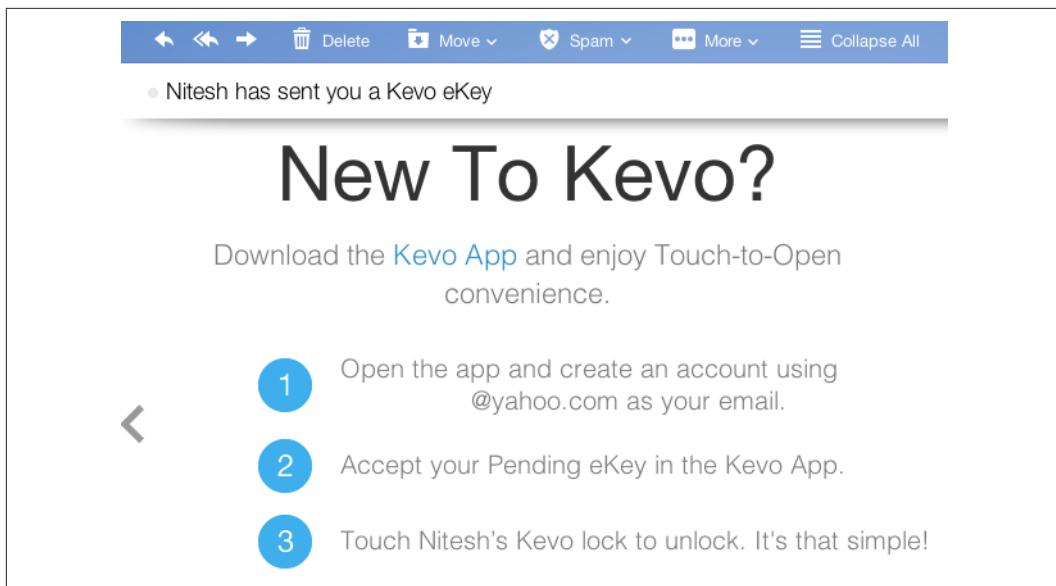 Delete Move Spam More Collapse All
Nitesh has sent you a Kevo eKey
New To Kevo?
Download the Kevo App and enjoy Touch-to-Open
convenience.
1 Open the app and create an account using
@yahoo.com as your email.
2 Accept your Pending eKey in the Kevo App.
3 Touch Nitesh’s Kevo lock to unlock. It's that simple!